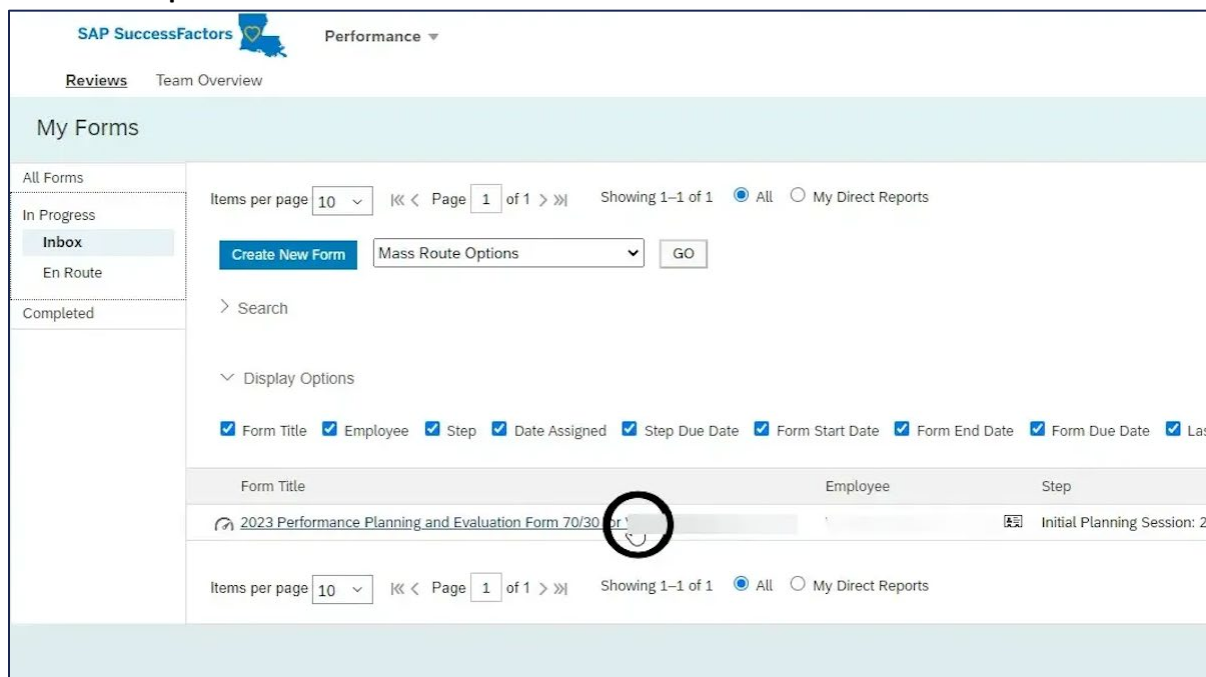 SAP SuccessFactors Performance
Reviews Team Overview
My Forms
All Forms
In Progress
Inbox
En Route
Completed
Items per page 10 Page 1 of 1 Showing 1–1 of 1 All My Direct Reports
Create New Form Mass Route Options GO
Search
Display Options
Form Title Employee Step Date Assigned Step Due Date Form Start Date Form End Date Form Due Date
Form Title Employee Step
2023 Performance Planning and Evaluation Form 70/30 for Initial Planning Session: 2
Items per page 10 Page 1 of 1 Showing 1–1 of 1 All My Direct Reports